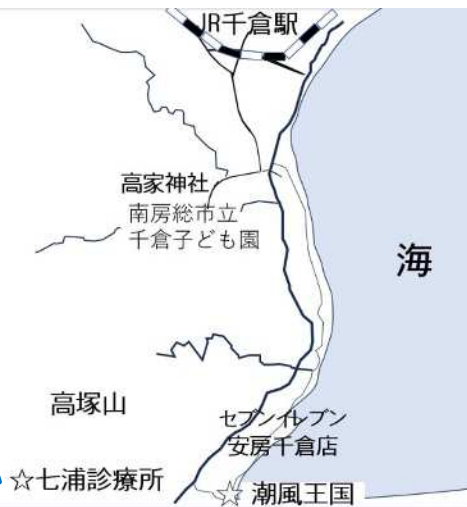 JR千倉駅
高家神社
南房総市立
千倉子ども園
海
高塚山
セブンイレブン
安房千倉店
☆七浦診療所
☆潮風王国